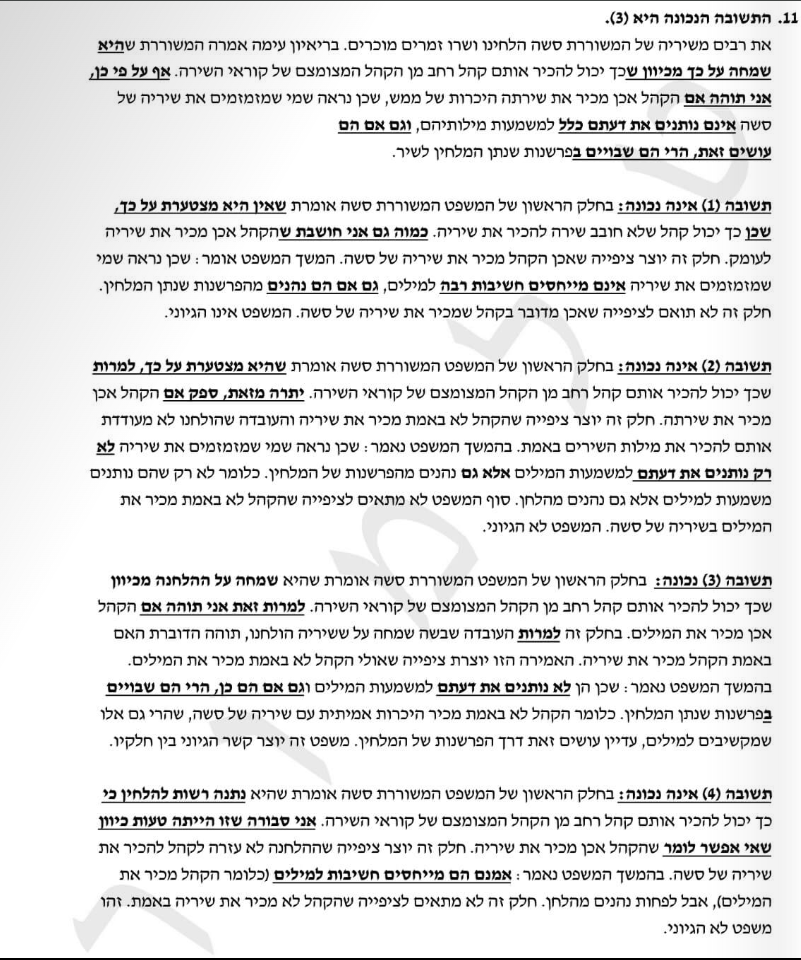 11. התשובה הנכונה היא (3).
את רבים משיריה של המשוררת סשה הלחינו ושרו זמרים מוכרים. בריאיון עימה אמרה המשוררת שהיא
שמחה על כך מכיוון שכך יכול להכיר אותם קהל רחב מן הקהל המצומצם של קוראי השירה. אף על פי כן,
אני תוהה אם הקהל אכן מכיר את שירתה היכרות של ממש, שכן נראה שמי שמזמזמים את שיריה של
סשה אינם נותנים את דעתם כלל למשמעות מילותיהם, וגם אם הם
עושים זאת, הרי הם שבויים בפרשנות שנתן המלחין לשיר.
תשובה (1) אינה נכונה: בחלק הראשון של המשפט המשוררת סשה אומרת שאין היא מצטערת על כך,
שכן כך יכול קהל שלא חובב שירה להכיר את שיריה. כמוה גם אני חושבת שהקהל אכן מכיר את שיריה
לעומק. חלק זה יוצר ציפייה שאכן הקהל מכיר את שיריה של סשה. המשך המשפט אומר: שכן נראה שמי
שמזמזמים את שיריה אינם מייחסים חשיבות רבה למילים, גם אם הם נהנים מהפרשנות שנתן המלחין.
חלק זה לא תואם לציפייה שאכן מדובר בקהל שמכיר את שיריה של סשה. המשפט אינו הגיוני.
תשובה (2) אינה נכונה: בחלק הראשון של המשפט המשוררת סשה אומרת שהיא מצטערת על כך, למרות
שכך יכול להכיר אותם קהל רחב מן הקהל המצומצם של קוראי השירה. יתרה מזאת, ספק אם הקהל אכן
מכיר את שירתה. חלק זה יוצר ציפייה שהקהל לא באמת מכיר את שיריה והעובדה שהולחנו לא מעודדת
אותם להכיר את מילות השירים באמת. בהמשך המשפט נאמר: שכן נראה שמי שמזמזמים את שיריה לא
רק נותנים את דעתם למשמעות המילים אלא גם נהנים מהפרשנות של המלחין. כלומר לא רק שהם נותנים
משמעות למילים אלא גם נהנים מהלחן. סוף המשפט לא מתאים לציפייה שהקהל לא באמת מכיר את
המילים בשיריה של סשה. המשפט לא הגיוני.
תשובה (3) נכונה: בחלק הראשון של המשפט המשוררת סשה אומרת שהיא שמחה על ההלחנה מכיוון
שכך יכול להכיר אותם קהל רחב מן הקהל המצומצם של קוראי השירה. למרות זאת אני תוהה אם הקהל
אכן מכיר את המילים. בחלק זה למרות העובדה שבשה שמחה על ששיריה הולחנו, תוהה הדוברת האם
באמת הקהל מכיר את שיריה. האמירה הזו יוצרת ציפייה שאולי הקהל לא באמת מכיר את המילים.
בהמשך המשפט נאמר: שכן הן לא נותנים את דעתם למשמעות המילים וגם אם הם כן, הרי הם שבויים
בפרשנות שנתן המלחין. כלומר הקהל לא באמת מכיר היכרות אמיתית עם שיריה של סשה, שהרי גם אלו
שמקשיבים למילים, עדיין עושים זאת דרך הפרשנות של המלחין. משפט זה יוצר קשר הגיוני בין חלקיו.
תשובה (4) אינה נכונה: בחלק הראשון של המשפט המשוררת סשה אומרת שהיא נתנה רשות להלחין כי
כך יכול להכיר אותם קהל רחב מן הקהל המצומצם של קוראי השירה. אני סבורה שזו הייתה טעות כיוון
שאי אפשר לומר שהקהל אכן מכיר את שיריה. חלק זה יוצר ציפייה שההלחנה לא עזרה לקהל להכיר את
שיריה של סשה. בהמשך המשפט נאמר: אמנם הם מייחסים חשיבות למילים (כלומר הקהל מכיר את
המילים), אבל לפחות נהנים מהלחן. חלק זה לא מתאים לציפייה שהקהל לא מכיר את שיריה באמת. זהו
משפט לא הגיוני.